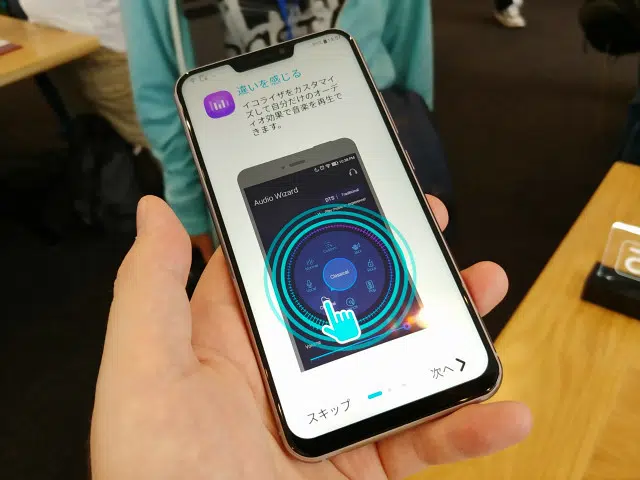 違いを感じる
イコライザをカスタマイ
ズして自分だけのオーデ
ィオ効果で音楽を再生で
きます。
Audio Wizard
DTS
Traditional
Classical
スキップ
次へ